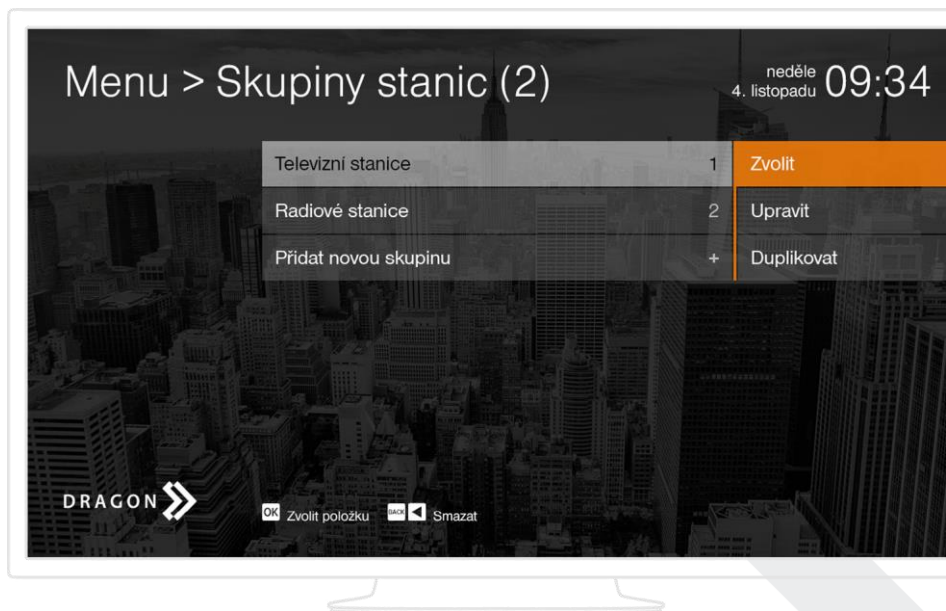 Menu > Skupiny stanic (2)
neděle
4. listopadu 09:34
Televizní stanice 1 Zvolit
Radiové stanice 2 Upravit
Přidat novou skupinu + Duplikovat
DRAGON
OK Zvolit položku BACK Smazat